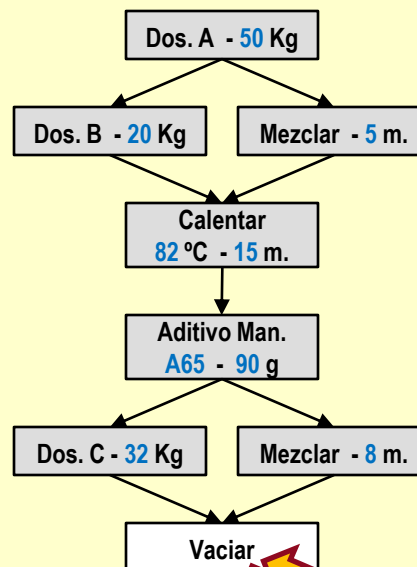 Dos. A - 50 Kg
Dos. B - 20 Kg
Mezclar - 5 m.
Calentar
82 ºC - 15 m.
Aditivo Man.
A65 - 90 g
Dos. C - 32 Kg
Mezclar - 8 m.
Vaciar